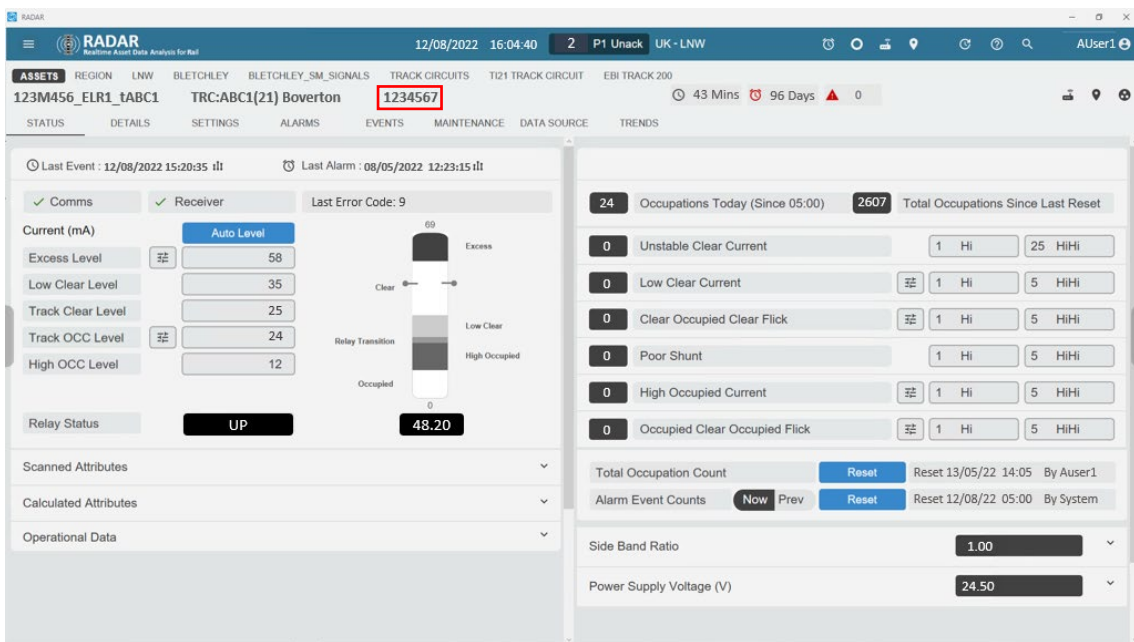 RADAR
RADAR Realtime Asset Data Analysis for Rail 12/08/2022 16:04:40 2 P1 Unack UK - LNW AUser1
ASSETS REGION LNW BLETCHLEY BLETCHLEY_SM_SIGNALS TRACK CIRCUITS TI21 TRACK CIRCUIT EBI TRACK 200
123M456_ELR1_tABC1 TRC:ABC1(21) Boverton 1234567 43 Mins 96 Days 0
STATUS DETAILS SETTINGS ALARMS EVENTS MAINTENANCE DATA SOURCE TRENDS
Last Event : 12/08/2022 15:20:35 Last Alarm : 08/05/2022 12:23:15
Comms Receiver Last Error Code: 9
Current (mA) Auto Level
Excess Level 58
Low Clear Level 35
Track Clear Level 25
Track OCC Level 24
High OCC Level 12
69
Excess
Clear
Low Clear
Relay Transition
High Occupied
Occupied
0
Relay Status UP 48.20
Scanned Attributes
Calculated Attributes
Operational Data
24 Occupations Today (Since 05:00) 2607 Total Occupations Since Last Reset
0 Unstable Clear Current 1 Hi 25 HiHi
0 Low Clear Current 1 Hi 5 HiHi
0 Clear Occupied Clear Flick 1 Hi 5 HiHi
0 Poor Shunt 1 Hi 5 HiHi
0 High Occupied Current 1 Hi 5 HiHi
0 Occupied Clear Occupied Flick 1 Hi 5 HiHi
Total Occupation Count Reset Reset 13/05/22 14:05 By Auser1
Alarm Event Counts Now Prev Reset Reset 12/08/22 05:00 By System
Side Band Ratio 1.00
Power Supply Voltage (V) 24.50